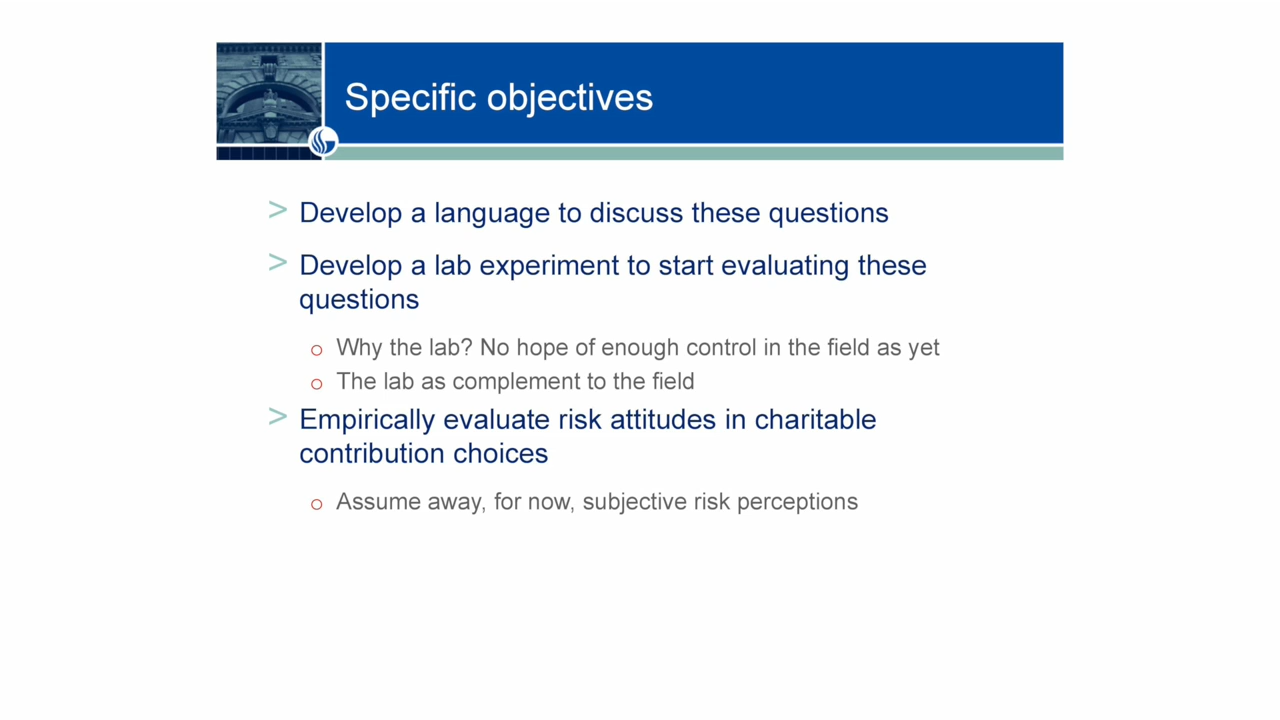 Specific objectives
> Develop a language to discuss these questions
> Develop a lab experiment to start evaluating these
questions
o Why the lab? No hope of enough control in the field as yet
o The lab as complement to the field
> Empirically evaluate risk attitudes in charitable
contribution choices
o Assume away, for now, subjective risk perceptions